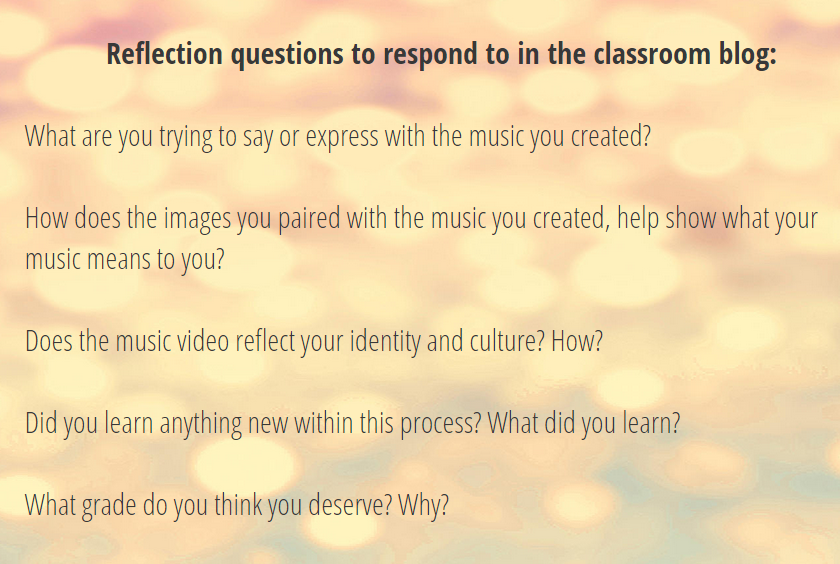 Reflection questions to respond to in the classroom blog:
What are you trying to say or express with the music you created?
How does the images you paired with the music you created, help show what your
music means to you?
Does the music video reflect your identity and culture? How?
Did you learn anything new within this process? What did you learn?
What grade do you think you deserve? Why?